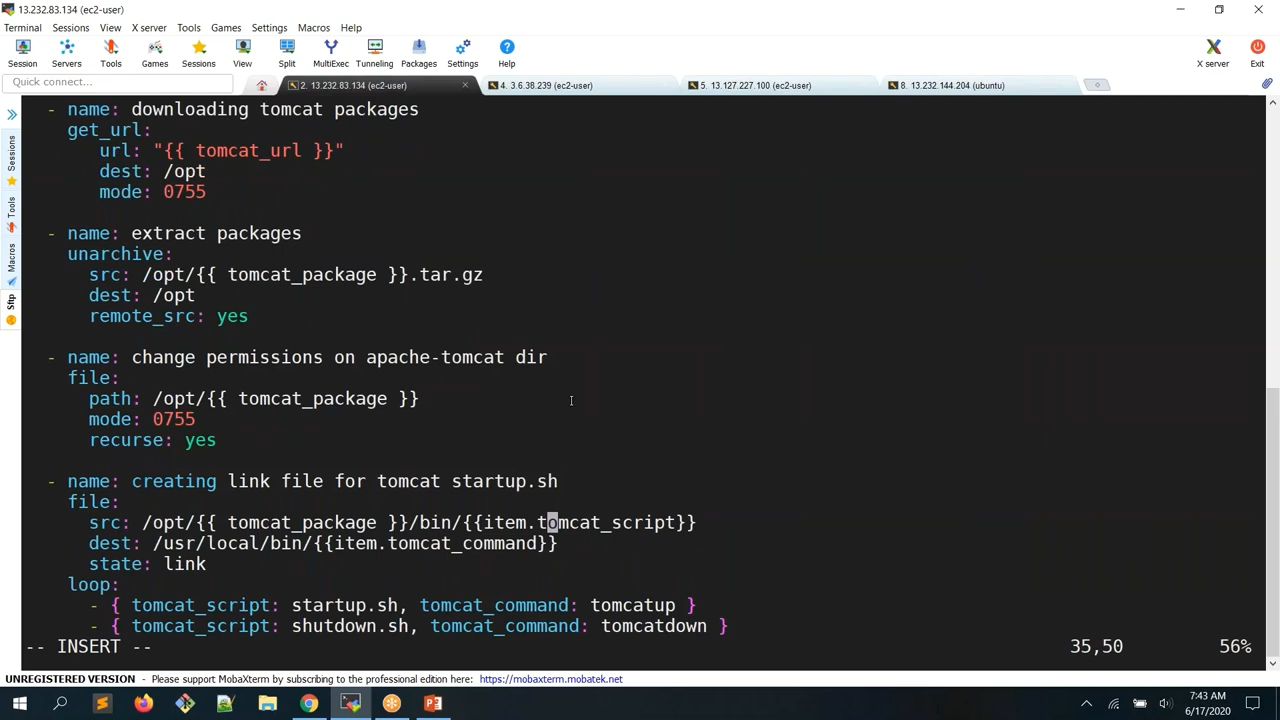 13.232.83.134 (ec2-user)
Terminal Sessions View X server Tools Games Settings Macros Help
Session Servers Tools Games Sessions View Split MultiExec Tunneling Packages Settings Help X server Exit
Quick connect... 2. 13.232.83.134 (ec2-user) 4. 3.6.38.239 (ec2-user) 5. 13.127.227.100 (ec2-user) 8. 13.232.144.204 (ubuntu)
Sessions
Tools
Macros
Sftp
- name: downloading tomcat packages
get_url:
url: "{{ tomcat_url }}"
dest: /opt
mode: 0755
- name: extract packages
unarchive:
src: /opt/{{ tomcat_package }}.tar.gz
dest: /opt
remote_src: yes
- name: change permissions on apache-tomcat dir
file:
path: /opt/{{ tomcat_package }}
mode: 0755
recurse: yes
- name: creating link file for tomcat startup.sh
file:
src: /opt/{{ tomcat_package }}/bin/{{item.tomcat_script}}
dest: /usr/local/bin/{{item.tomcat_command}}
state: link
loop:
- { tomcat_script: startup.sh, tomcat_command: tomcatup }
- { tomcat_script: shutdown.sh, tomcat_command: tomcatdown }
-- INSERT -- 35,50 56%
UNREGISTERED VERSION - Please support MobaXterm by subscribing to the professional edition here: https://mobaxterm.mobatek.net
7:43 AM
6/17/2020